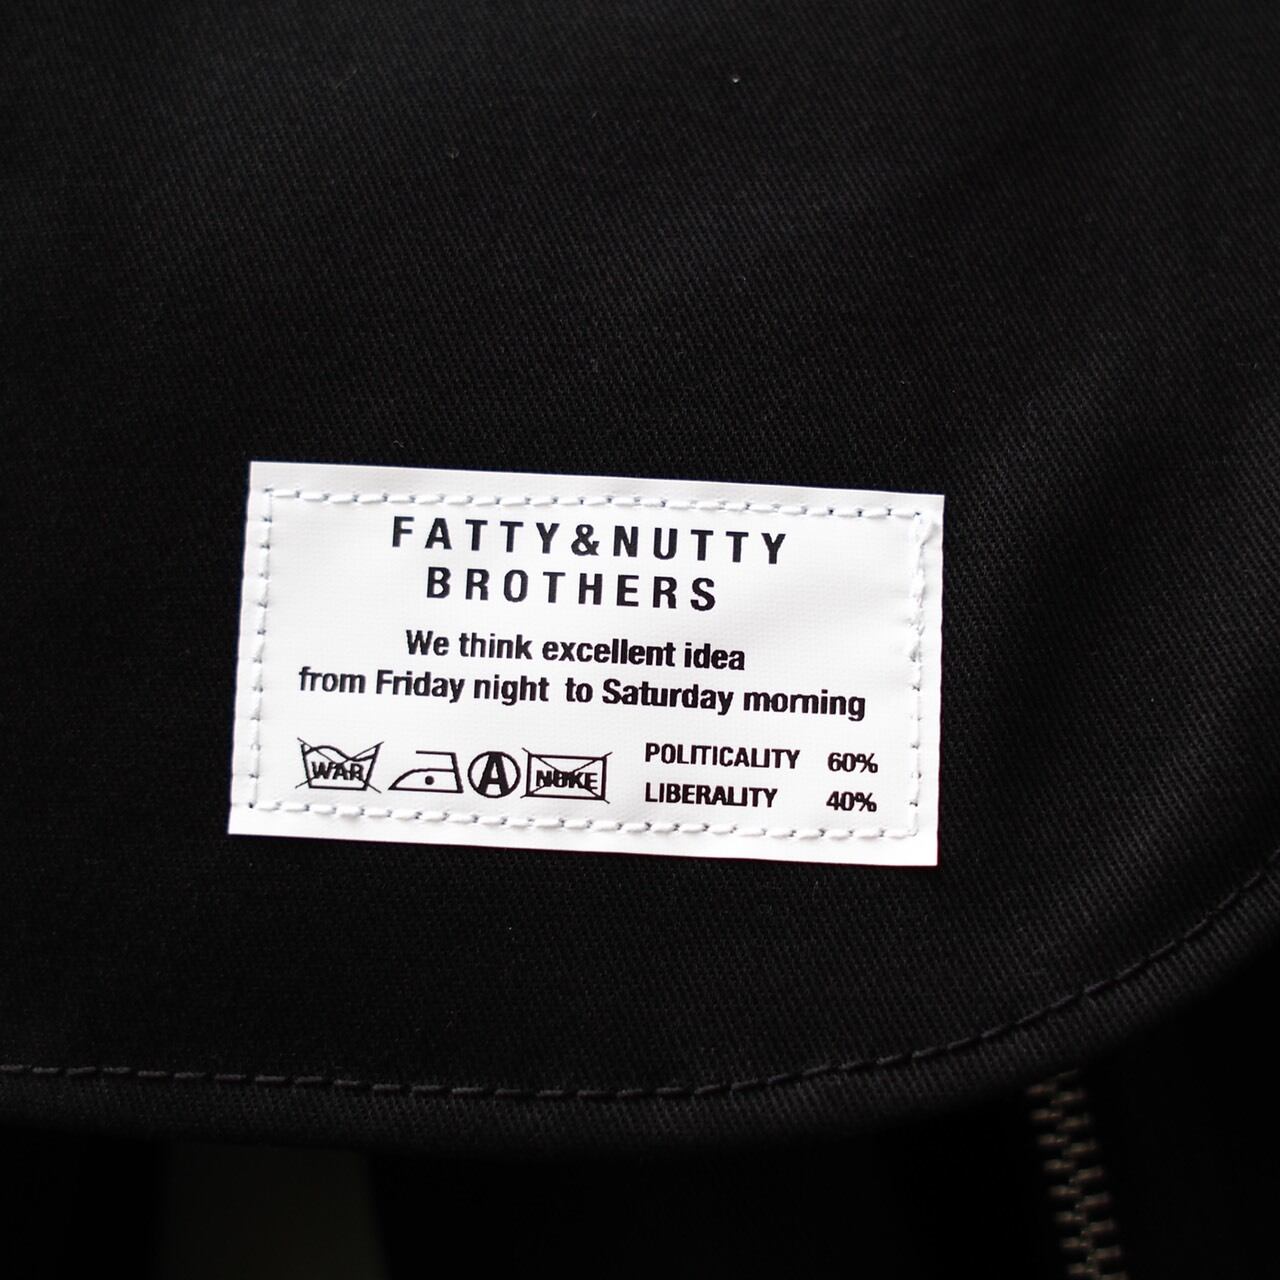 FATTY&NUTTY
BROTHERS
We think excellent idea
from Friday night to Saturday morning
WAR A NUKE
POLITICALITY 60%
LIBERALITY 40%